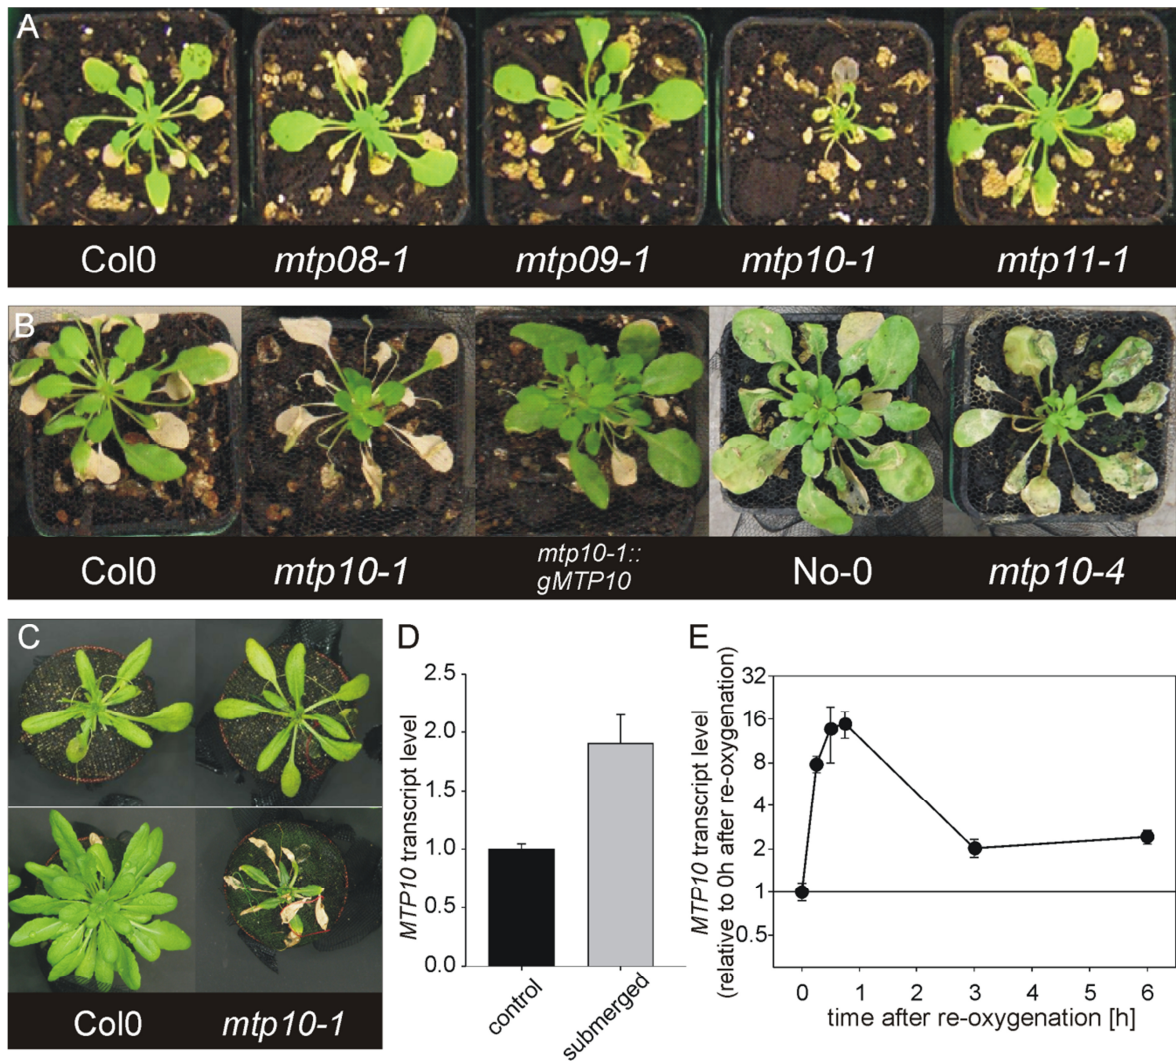 A
Col0 mtp08-1 mtp09-1 mtp10-1 mtp11-1
B
Col0 mtp10-1 mtp10-1:: gMTP10 No-0 mtp10-4
C
Col0 mtp10-1
D
MTP10 transcript level
2.5
2.0
1.5
1.0
0.5
0.0
control submerged
E
MTP10 transcript level
(relative to 0h after re-oxygenation)
32
16
8
4
2
1
0.5
0 1 2 3 4 5 6
time after re-oxygenation [h]